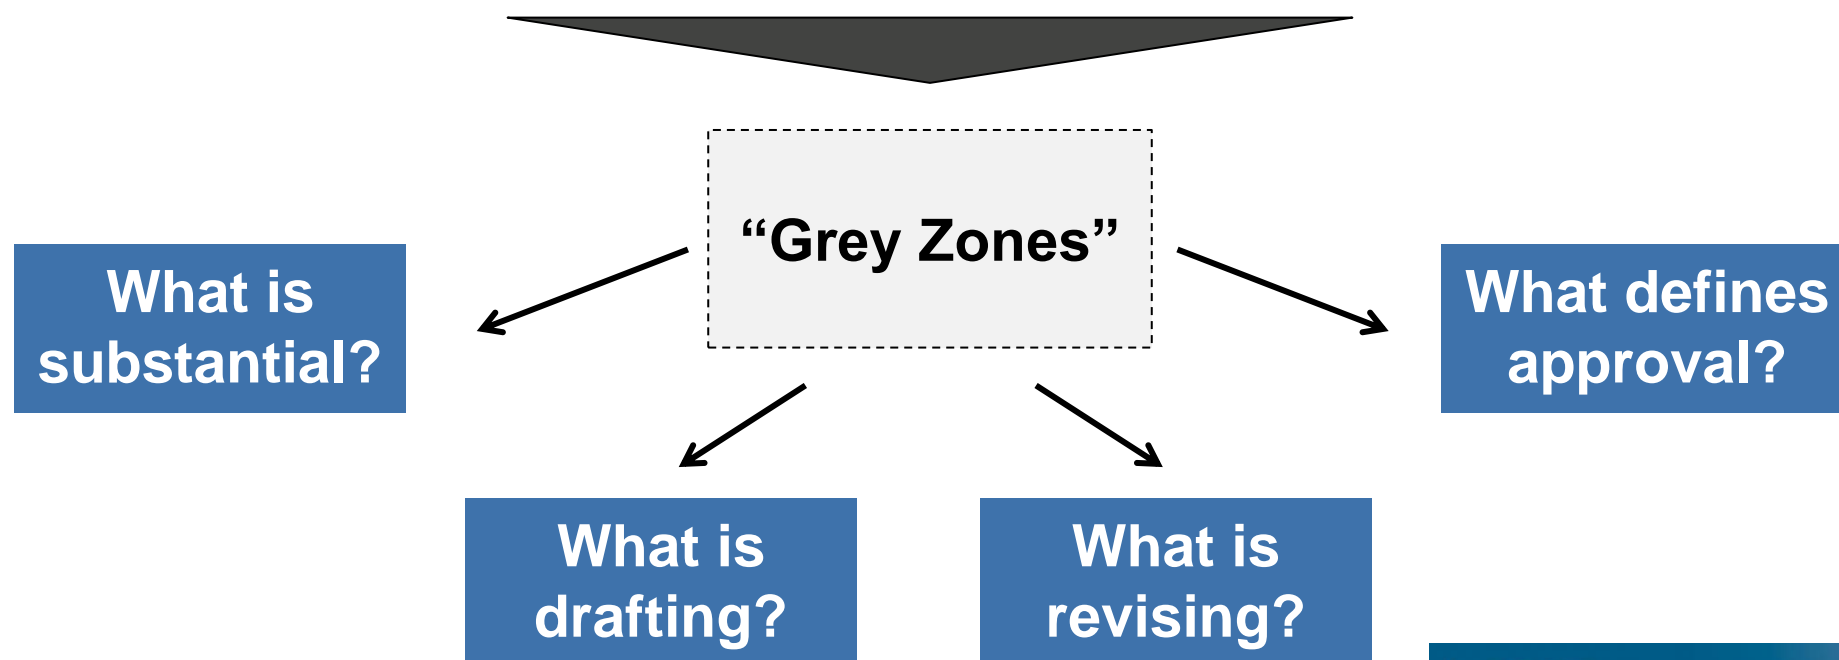 “Grey Zones”
What is
substantial?
What defines
approval?
What is
drafting?
What is
revising?